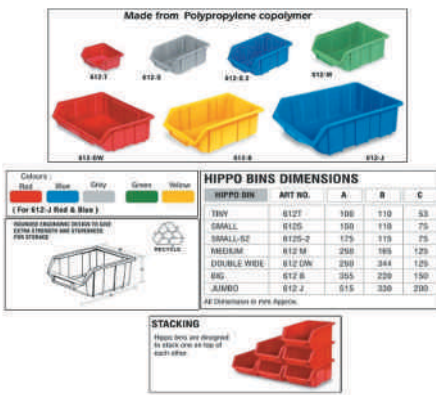 Made from Polypropylene copolymer
612-T
612-S
612-S 2
612-M
612-DW
612-B
612-J
Colours :
Red Blue Grey Green Yellow
( For 612-J Red & Blue )
DESIGN TO GIVE
EXTRA STRENGTH AND STURDINESS
FOR STORAGE
RECYCLE
HIPPO BINS DIMENSIONS
HIPPO BIN ART NO. A B C
TINY 612T 100 110 53
SMALL 612S 150 110 75
SMALL-S2 612S-2 175 115 75
MEDIUM 612 M 250 165 125
DOUBLE WIDE 612 DW 250 344 125
BIG 612 B 355 220 150
JUMBO 612 J 515 330 200
All Dimension in mm Approx.
STACKING
Hippo bins are designed
to stack one on top of
each other